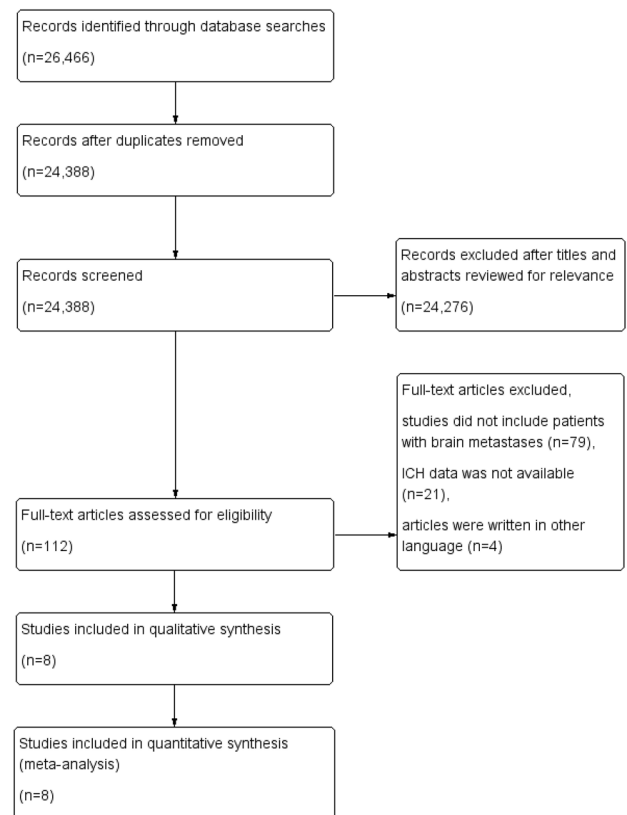 Records identified through database searches
(n=26,466)
Records after duplicates removed
(n=24,388)
Records screened
(n=24,388)
Records excluded after titles and
abstracts reviewed for relevance
(n=24,276)
Full-text articles excluded,
studies did not include patients
with brain metastases (n=79),
ICH data was not available
(n=21),
articles were written in other
language (n=4)
Full-text articles assessed for eligibility
(n=112)
Studies included in qualitative synthesis
(n=8)
Studies included in quantitative synthesis
(meta-analysis)
(n=8)